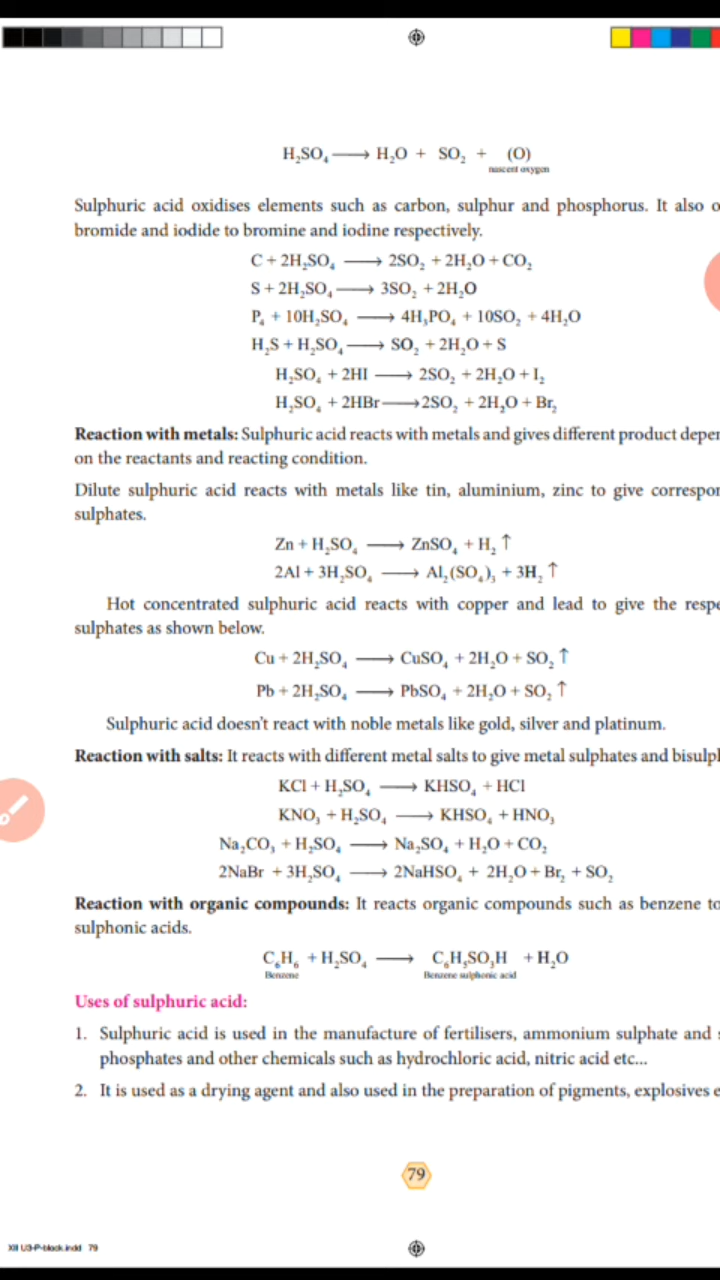 H₂SO₄ ⟶ H₂O + SO₂ + (O)
nascent oxygen
Sulphuric acid oxidises elements such as carbon, sulphur and phosphorus. It also o
bromide and iodide to bromine and iodine respectively.
C + 2H₂SO₄ ⟶ 2SO₂ + 2H₂O + CO₂
S + 2H₂SO₄ ⟶ 3SO₂ + 2H₂O
P₄ + 10H₂SO₄ ⟶ 4H₃PO₄ + 10SO₂ + 4H₂O
H₂S + H₂SO₄ ⟶ SO₂ + 2H₂O + S
H₂SO₄ + 2HI ⟶ 2SO₂ + 2H₂O + I₂
H₂SO₄ + 2HBr ⟶ 2SO₂ + 2H₂O + Br₂
Reaction with metals: Sulphuric acid reacts with metals and gives different product deper
on the reactants and reacting condition.
Dilute sulphuric acid reacts with metals like tin, aluminium, zinc to give correspor
sulphates.
Zn + H₂SO₄ ⟶ ZnSO₄ + H₂ ↑
2Al + 3H₂SO₄ ⟶ Al₂(SO₄)₃ + 3H₂ ↑
Hot concentrated sulphuric acid reacts with copper and lead to give the respe
sulphates as shown below.
Cu + 2H₂SO₄ ⟶ CuSO₄ + 2H₂O + SO₂ ↑
Pb + 2H₂SO₄ ⟶ PbSO₄ + 2H₂O + SO₂ ↑
Sulphuric acid doesn't react with noble metals like gold, silver and platinum.
Reaction with salts: It reacts with different metal salts to give metal sulphates and bisulpl
KCl + H₂SO₄ ⟶ KHSO₄ + HCl
KNO₃ + H₂SO₄ ⟶ KHSO₄ + HNO₃
Na₂CO₃ + H₂SO₄ ⟶ Na₂SO₄ + H₂O + CO₂
2NaBr + 3H₂SO₄ ⟶ 2NaHSO₄ + 2H₂O + Br₂ + SO₂
Reaction with organic compounds: It reacts organic compounds such as benzene to
sulphonic acids.
C₆H₆ + H₂SO₄ ⟶ C₆H₅SO₃H + H₂O
Benzene Benzene sulphonic acid
Uses of sulphuric acid:
1. Sulphuric acid is used in the manufacture of fertilisers, ammonium sulphate and s
phosphates and other chemicals such as hydrochloric acid, nitric acid etc...
2. It is used as a drying agent and also used in the preparation of pigments, explosives e
79
XII U3-P-block.indd 79